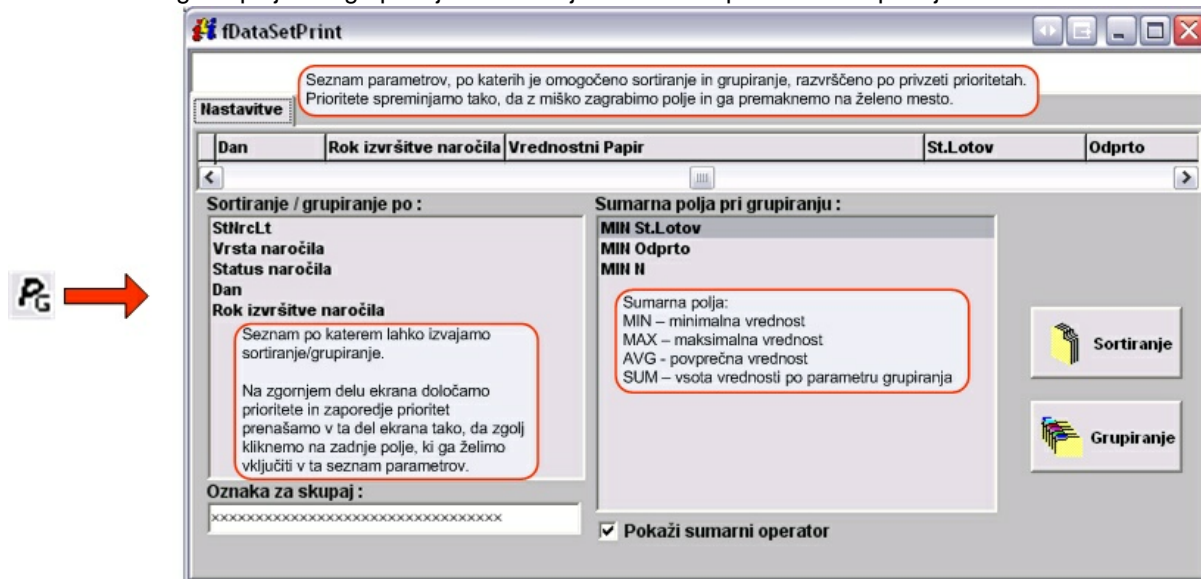 fDataSetPrint
Seznam parametrov, po katerih je omogočeno sortiranje in grupiranje, razvrščeno po privzeti prioritetah.
Prioritete spreminjamo tako, da z miško zagrabimo polje in ga premaknemo na želeno mesto.
Nastavitve
Dan Rok izvršitve naročila Vrednostni Papir St.Lotov Odprto
Sortiranje / grupiranje po :
StNrcLt
Vrsta naročila
Status naročila
Dan
Rok izvršitve naročila
Seznam po katerem lahko izvajamo
sortiranje/grupiranje.
Na zgornjem delu ekrana določamo
prioritete in zaporedje prioritet
prenašamo v ta del ekrana tako, da zgolj
kliknemo na zadnje polje, ki ga želimo
vključiti v ta seznam parametrov.
Oznaka za skupaj :
xxxxxxxxxxxxxxxxxxxxxxxxxxxxxxxxx
Sumarna polja pri grupiranju :
MIN St.Lotov
MIN Odprto
MIN N
Sumarna polja:
MIN – minimalna vrednost
MAX – maksimalna vrednost
AVG - povprečna vrednost
SUM – vsota vrednosti po parametru grupiranja
Pokaži sumarni operator
Sortiranje
Grupiranje
PG